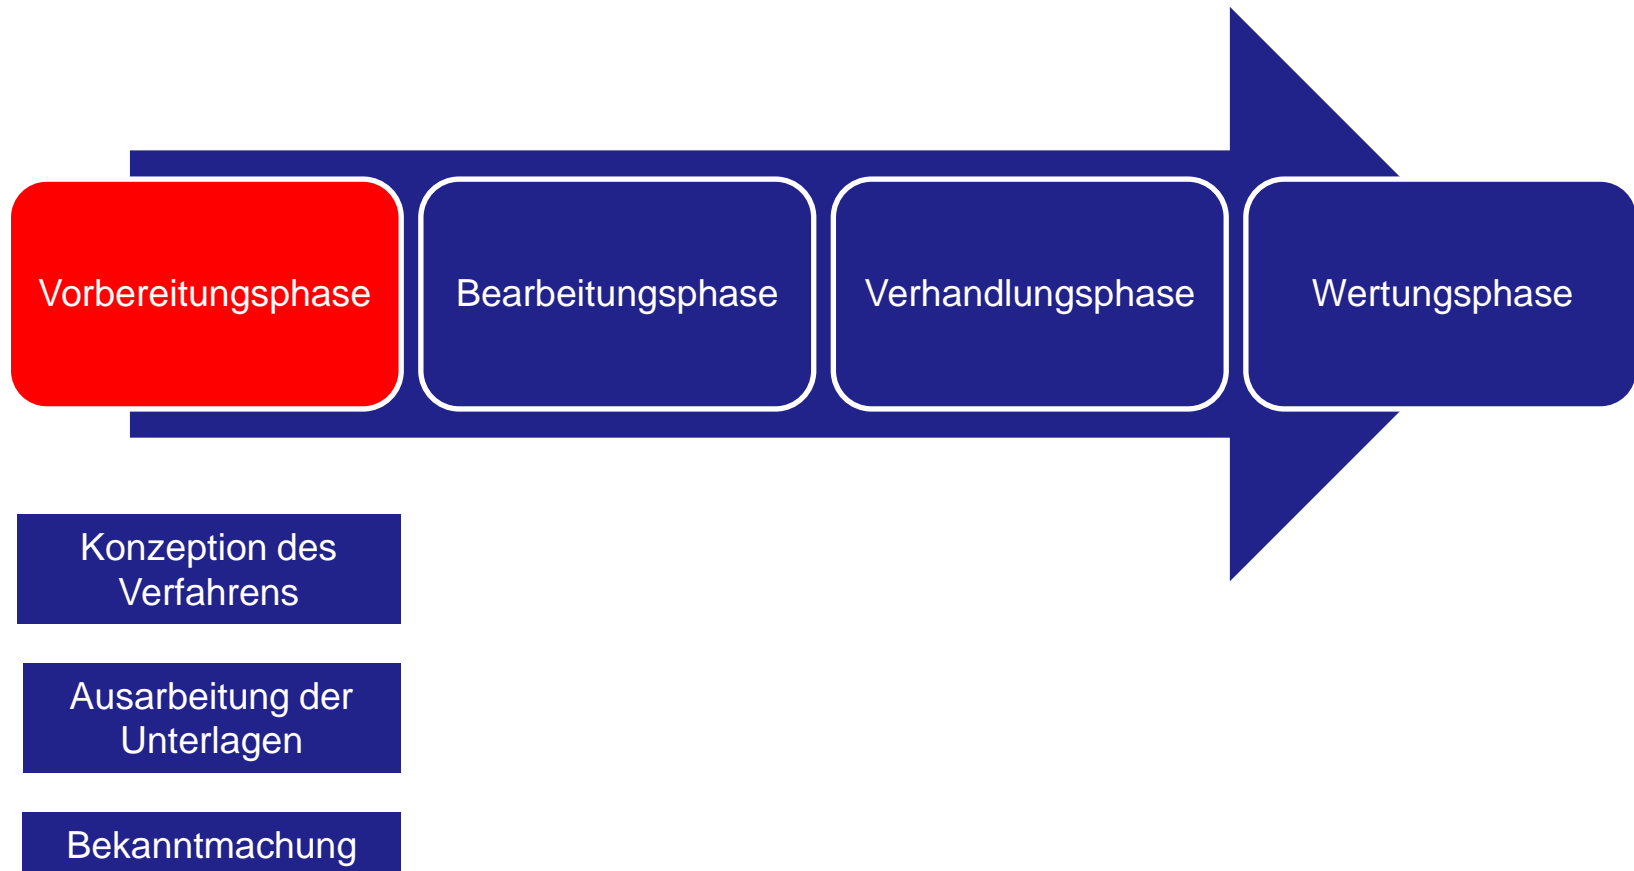 Vorbereitungsphase
Bearbeitungsphase
Verhandlungsphase
Wertungsphase
Konzeption des
Verfahrens
Ausarbeitung der
Unterlagen
Bekanntmachung